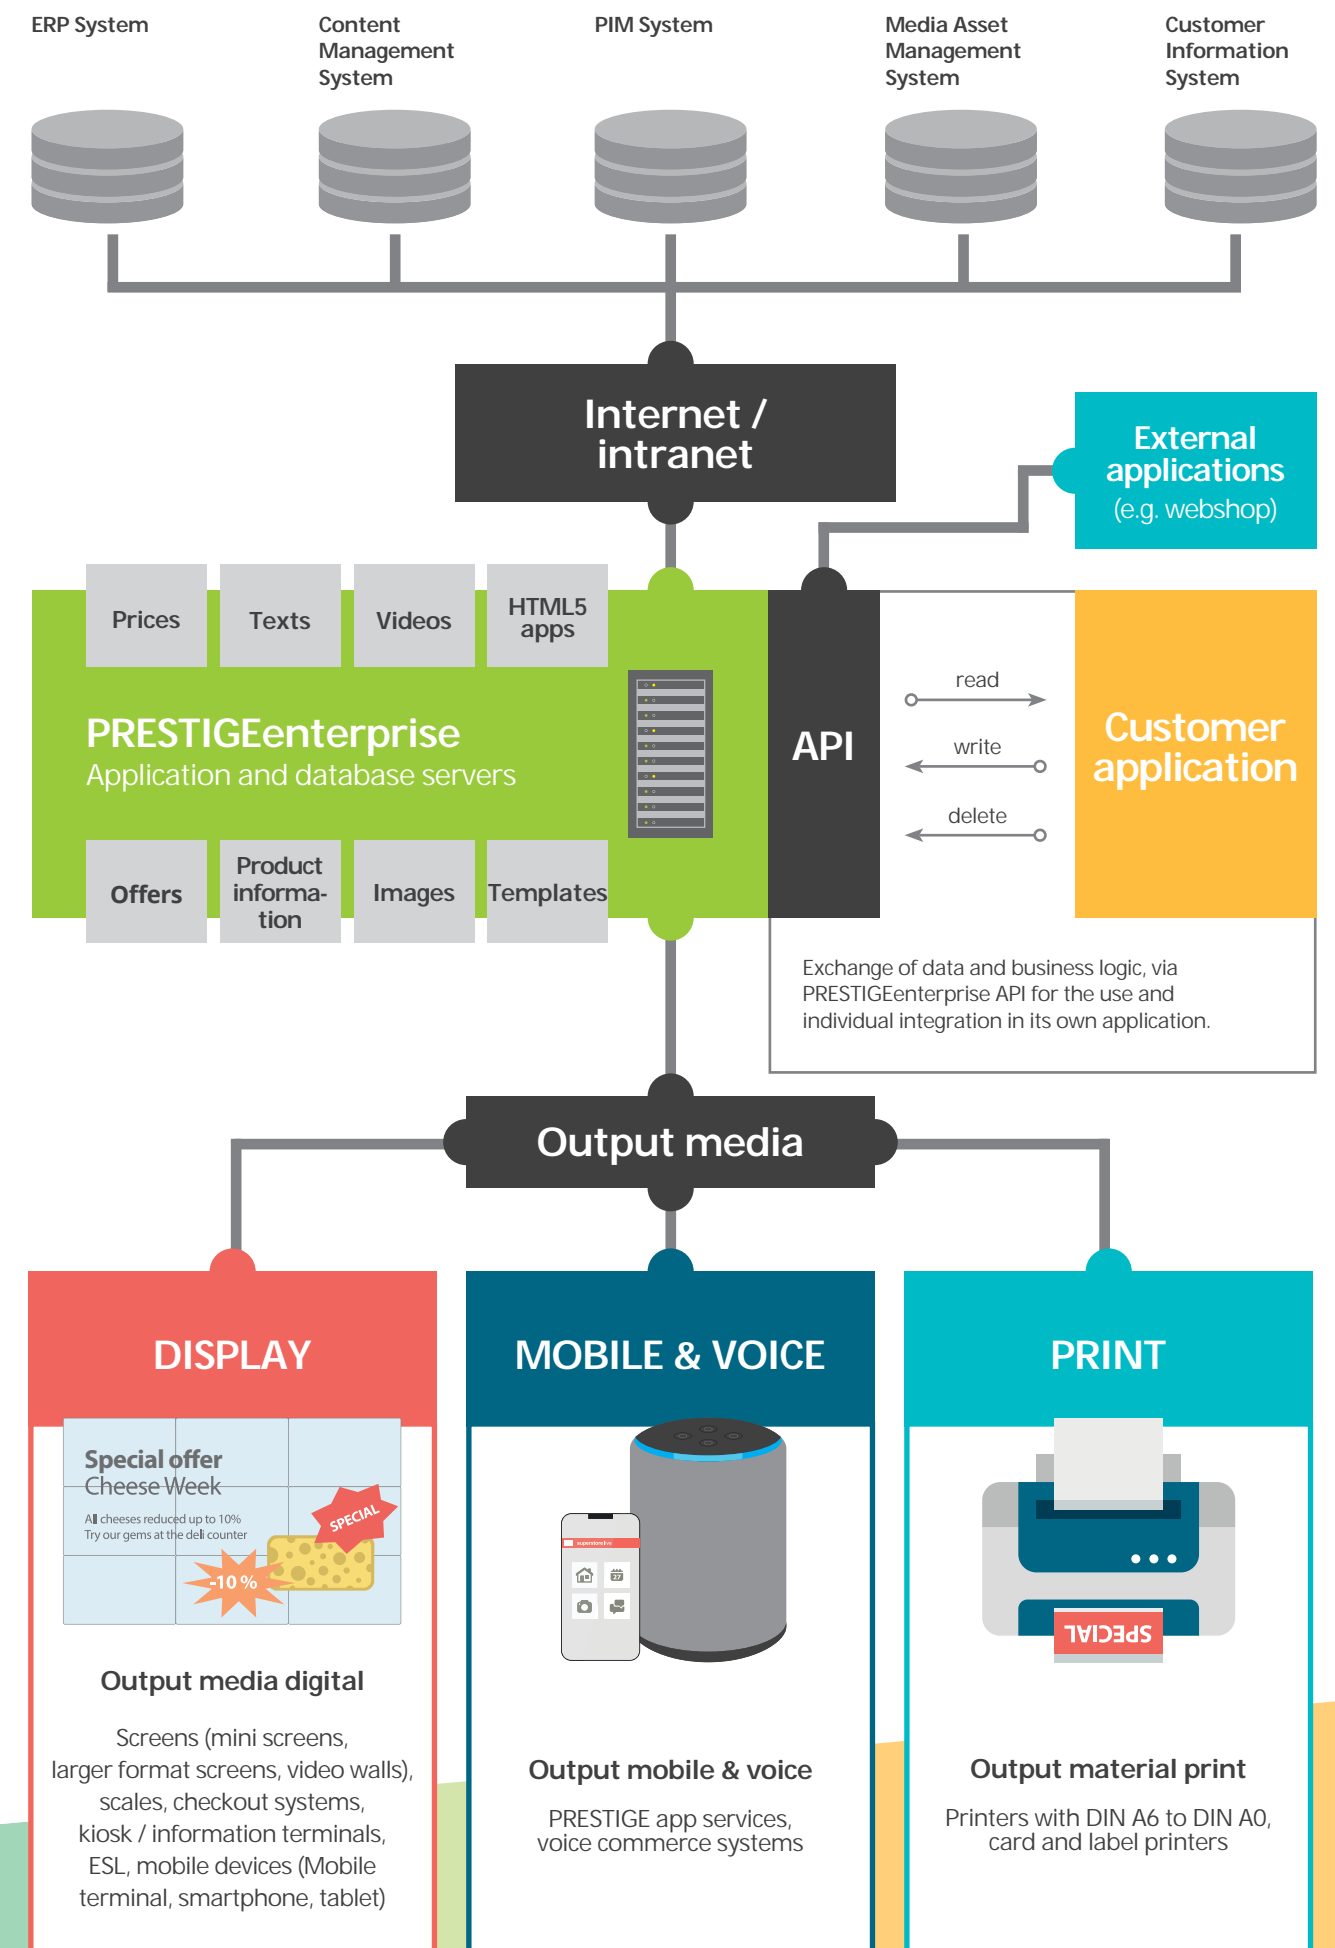 ERP System
Content
Management
System
PIM System
Media Asset
Management
System
Customer
Information
System
Internet /
intranet
External
applications
(e.g. webshop)
Prices
Texts
Videos
HTML5
apps
PRESTIGEenterprise
Application and database servers
API
read
write
delete
Customer
application
Offers
Product
informa-
tion
Images
Templates
Exchange of data and business logic, via
PRESTIGEenterprise API for the use and
individual integration in its own application.
Output media
DISPLAY
MOBILE & VOICE
PRINT
Special offer
Cheese Week
All cheeses reduced up to 10%
Try our gems at the deli counter
SPECIAL
-10 %
superstore live
27
SPECIAL
Output media digital
Screens (mini screens,
larger format screens, video walls),
scales, checkout systems,
kiosk / information terminals,
ESL, mobile devices (Mobile
terminal, smartphone, tablet)
Output mobile & voice
PRESTIGE app services,
voice commerce systems
Output material print
Printers with DIN A6 to DIN A0,
card and label printers